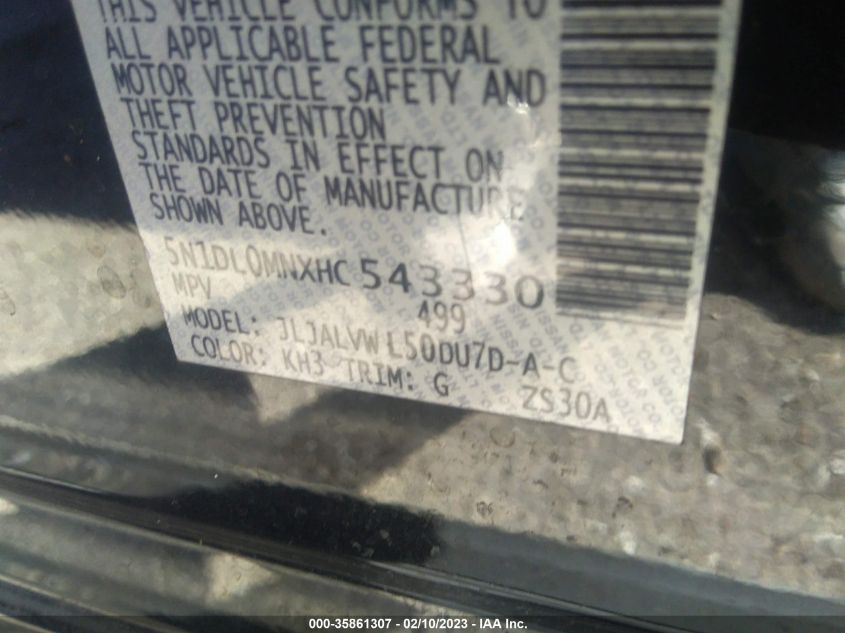 THIS VEHICLE CONFORMS TO
ALL APPLICABLE FEDERAL
MOTOR VEHICLE SAFETY AND
THEFT PREVENTION
STANDARDS IN EFFECT ON
THE DATE OF MANUFACTURE
SHOWN ABOVE.
5N1DL0MNXHC543330
MPV 499
MODEL: JLJALVWL50DU7D-A-C
COLOR: KH3 TRIM: G ZS30A
000-35861307 - 02/10/2023 - IAA Inc.